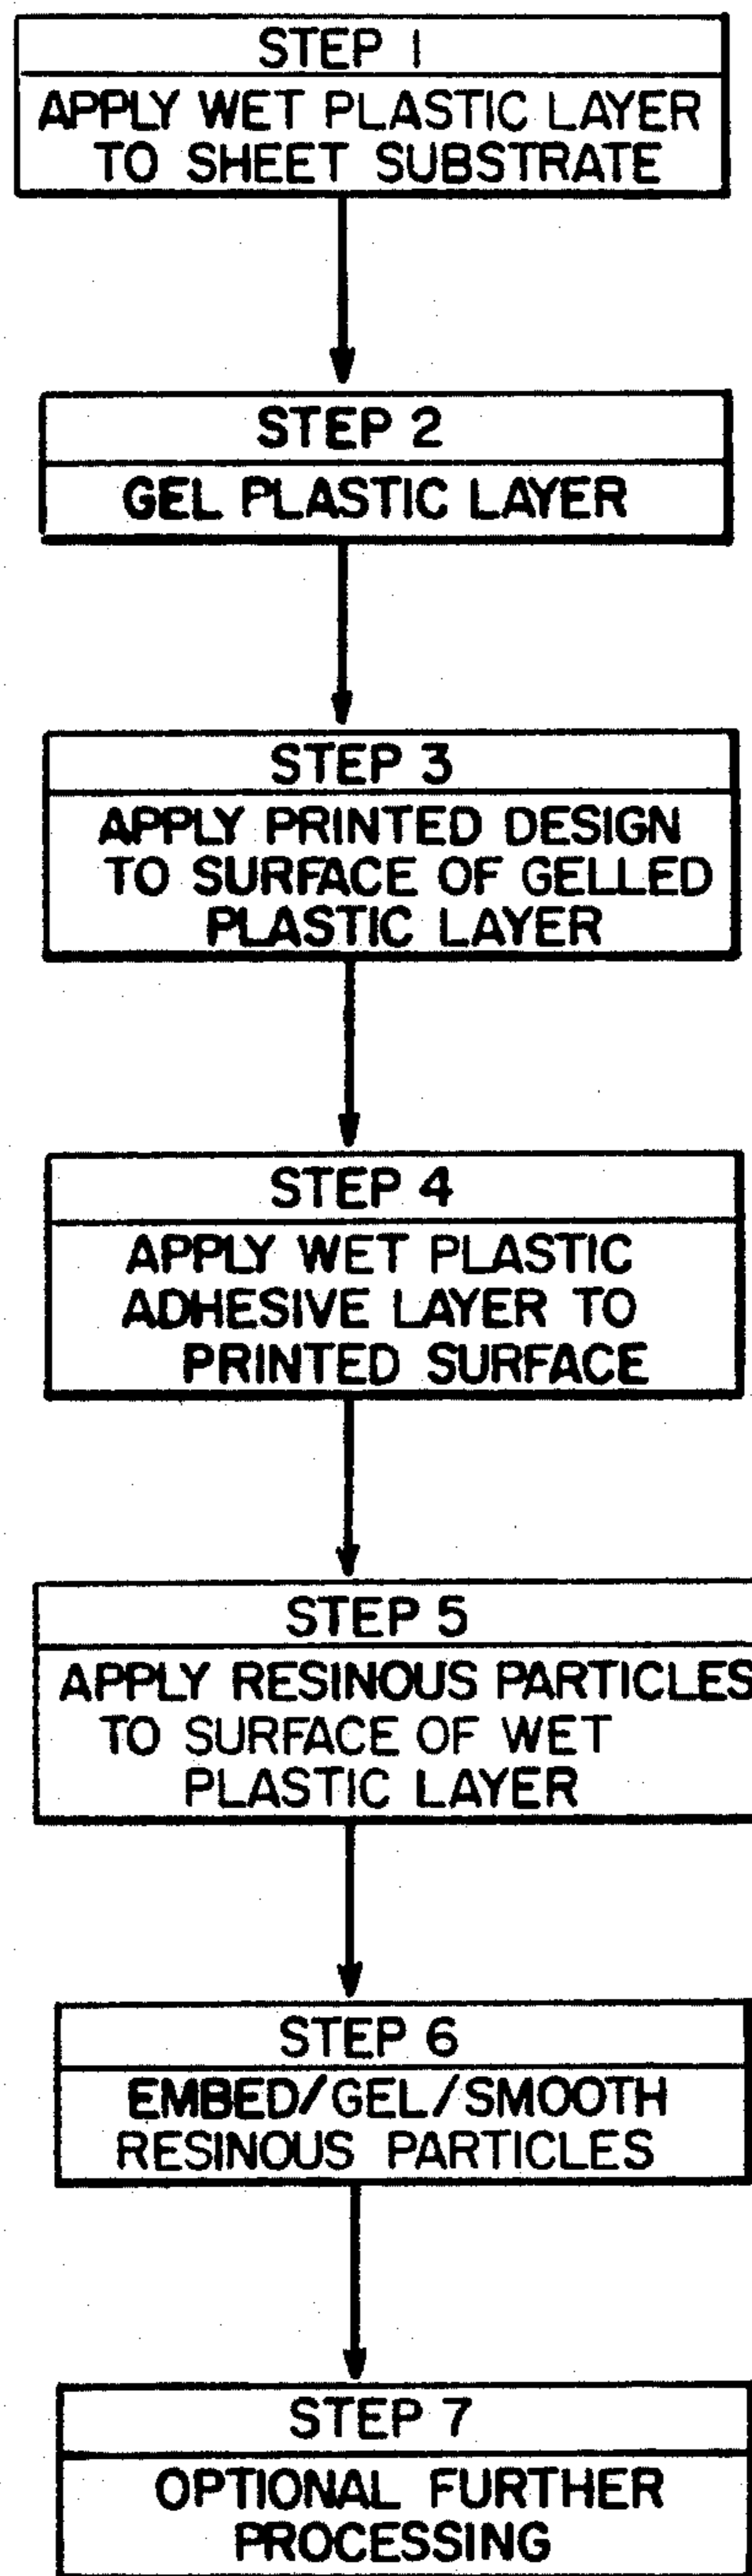 STEP 1
APPLY WET PLASTIC LAYER
TO SHEET SUBSTRATE
STEP 2
GEL PLASTIC LAYER
STEP 3
APPLY PRINTED DESIGN
TO SURFACE OF GELLED
PLASTIC LAYER
STEP 4
APPLY WET PLASTIC
ADHESIVE LAYER TO
PRINTED SURFACE
STEP 5
APPLY RESINOUS PARTICLES
TO SURFACE OF WET
PLASTIC LAYER
STEP 6
EMBED/GEL/SMOOTH
RESINOUS PARTICLES
STEP 7
OPTIONAL FURTHER
PROCESSING